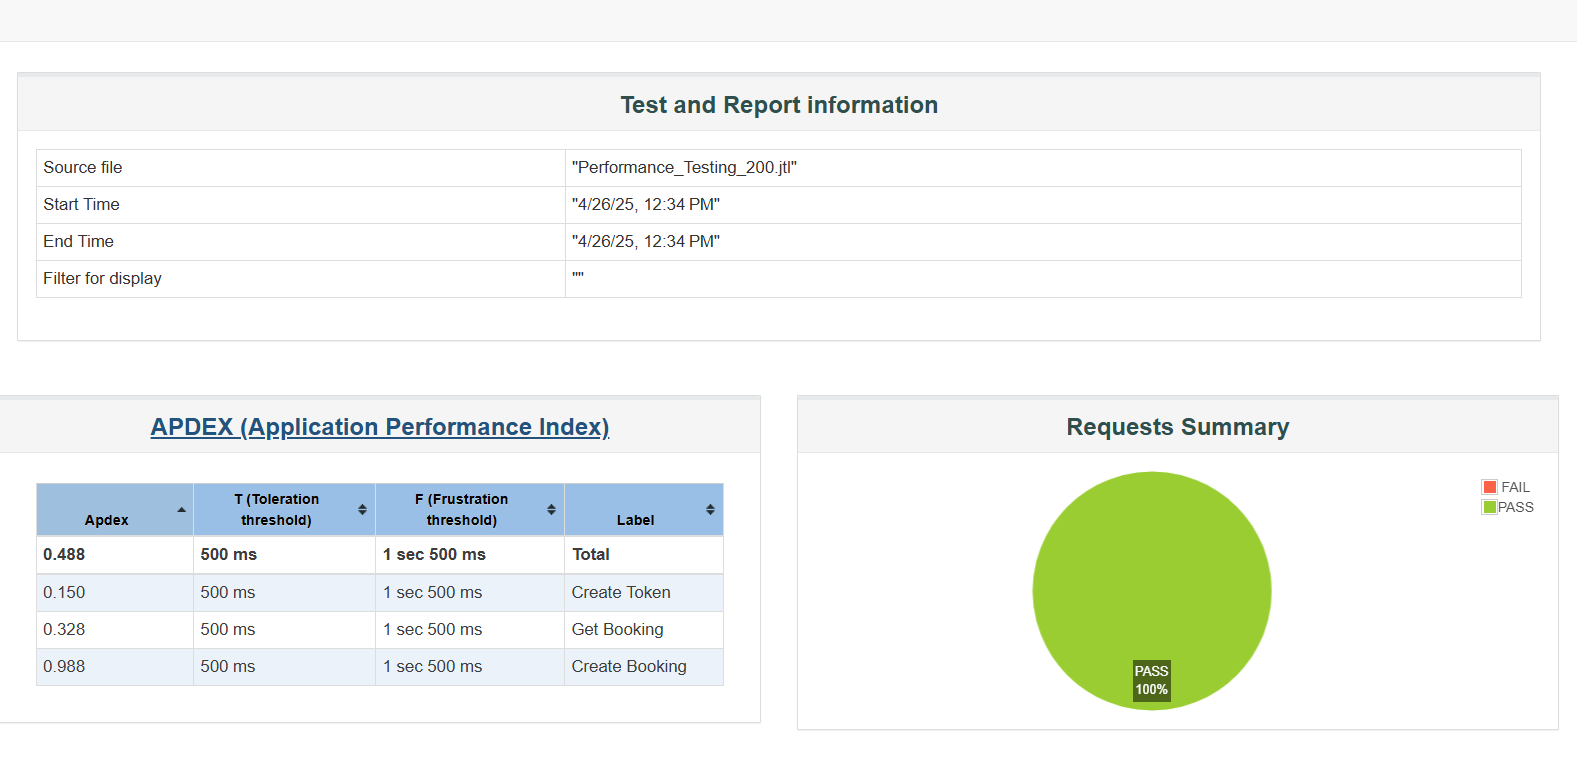 Test and Report information
Source file "Performance_Testing_200.jtl"
Start Time "4/26/25, 12:34 PM"
End Time "4/26/25, 12:34 PM"
Filter for display ""
APDEX (Application Performance Index)
Apdex T (Toleration threshold) F (Frustration threshold) Label
0.488 500 ms 1 sec 500 ms Total
0.150 500 ms 1 sec 500 ms Create Token
0.328 500 ms 1 sec 500 ms Get Booking
0.988 500 ms 1 sec 500 ms Create Booking
Requests Summary
FAIL
PASS
PASS
100%